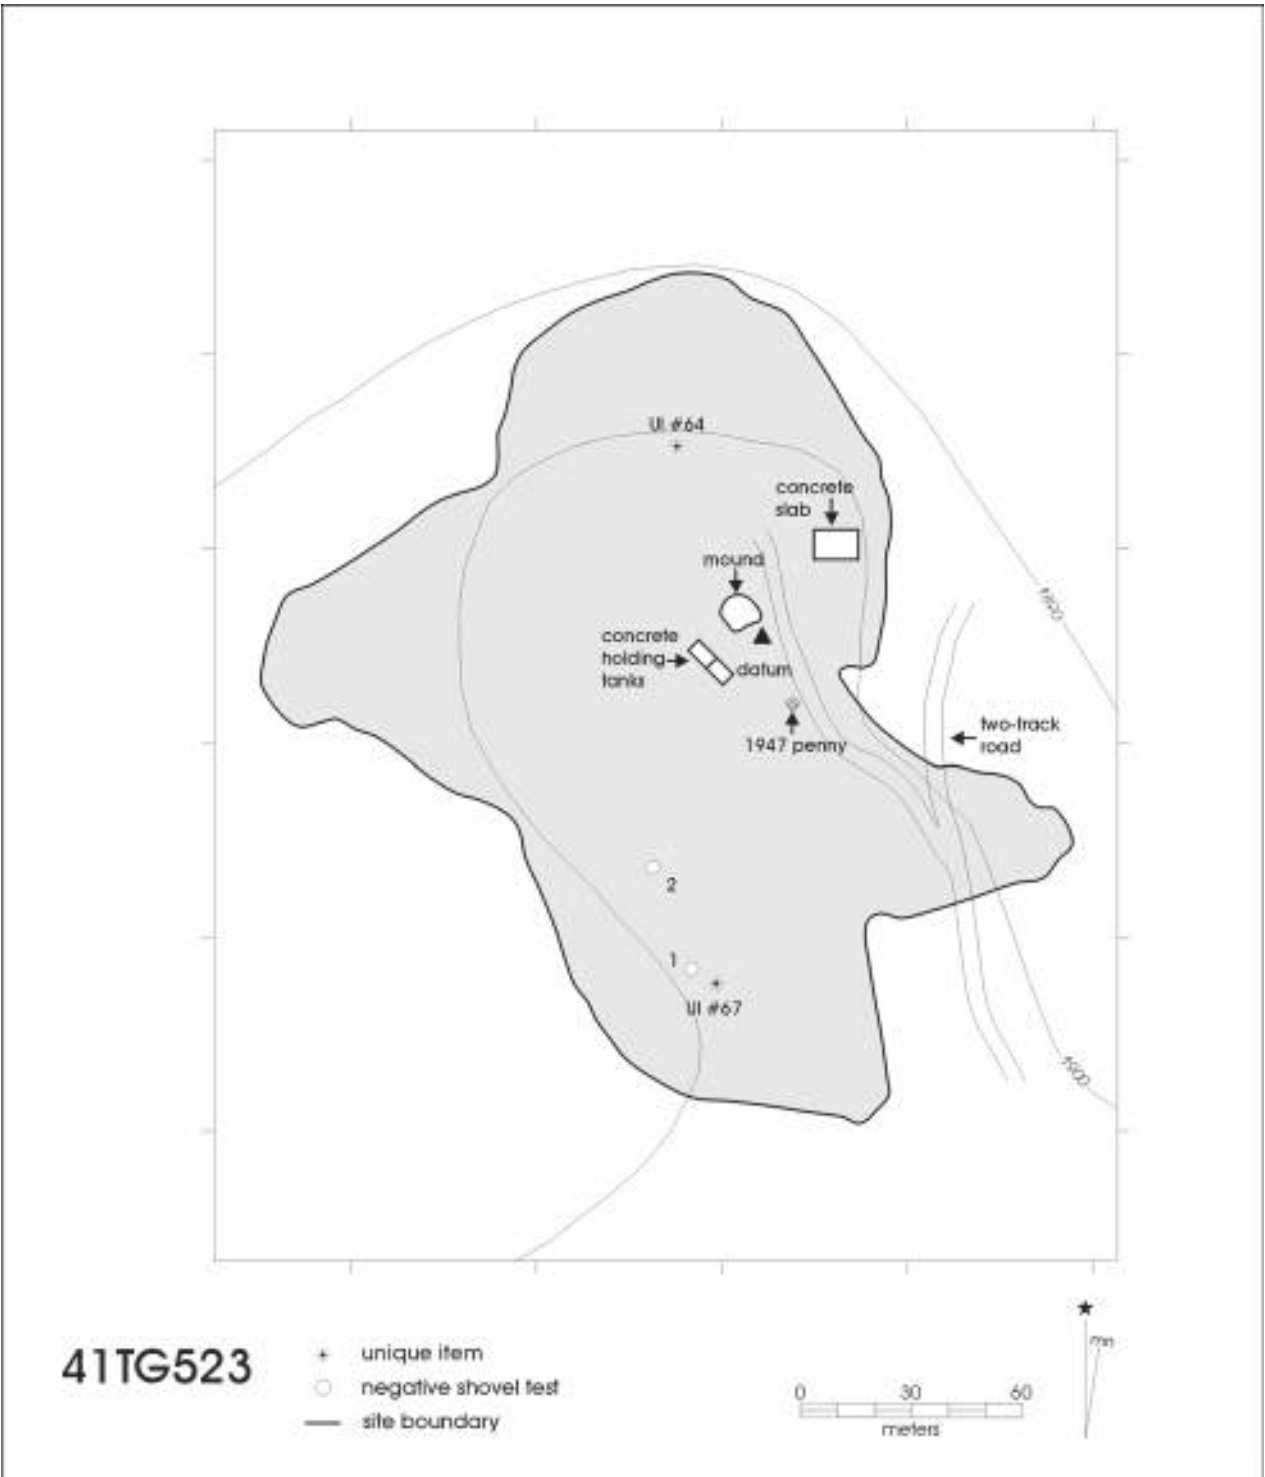 UI #64
concrete
slab
mound
concrete
holding
tanks
datum
1947 penny
two-track
road
2
1
UI #67
mn
41TG523
unique item
negative shovel test
site boundary
0 30 60
meters